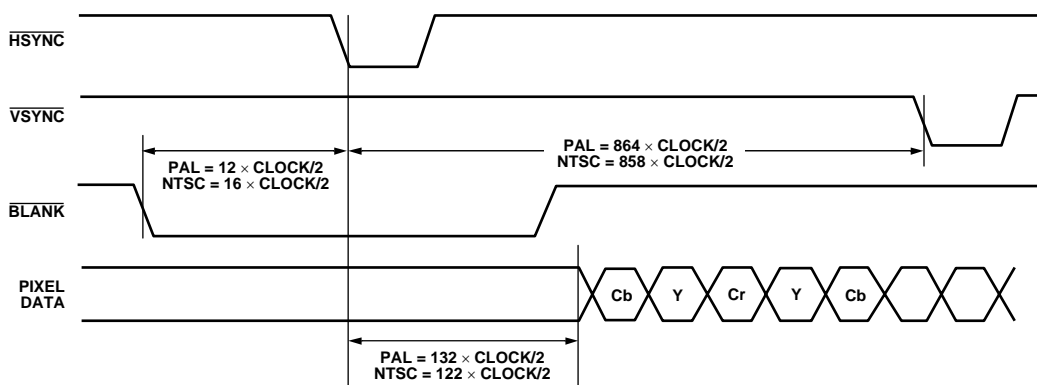 HSYNC
VSYNC
PAL = 12 × CLOCK/2
NTSC = 16 × CLOCK/2
PAL = 864 × CLOCK/2
NTSC = 858 × CLOCK/2
BLANK
PIXEL
DATA
Cb Y Cr Y Cb
PAL = 132 × CLOCK/2
NTSC = 122 × CLOCK/2